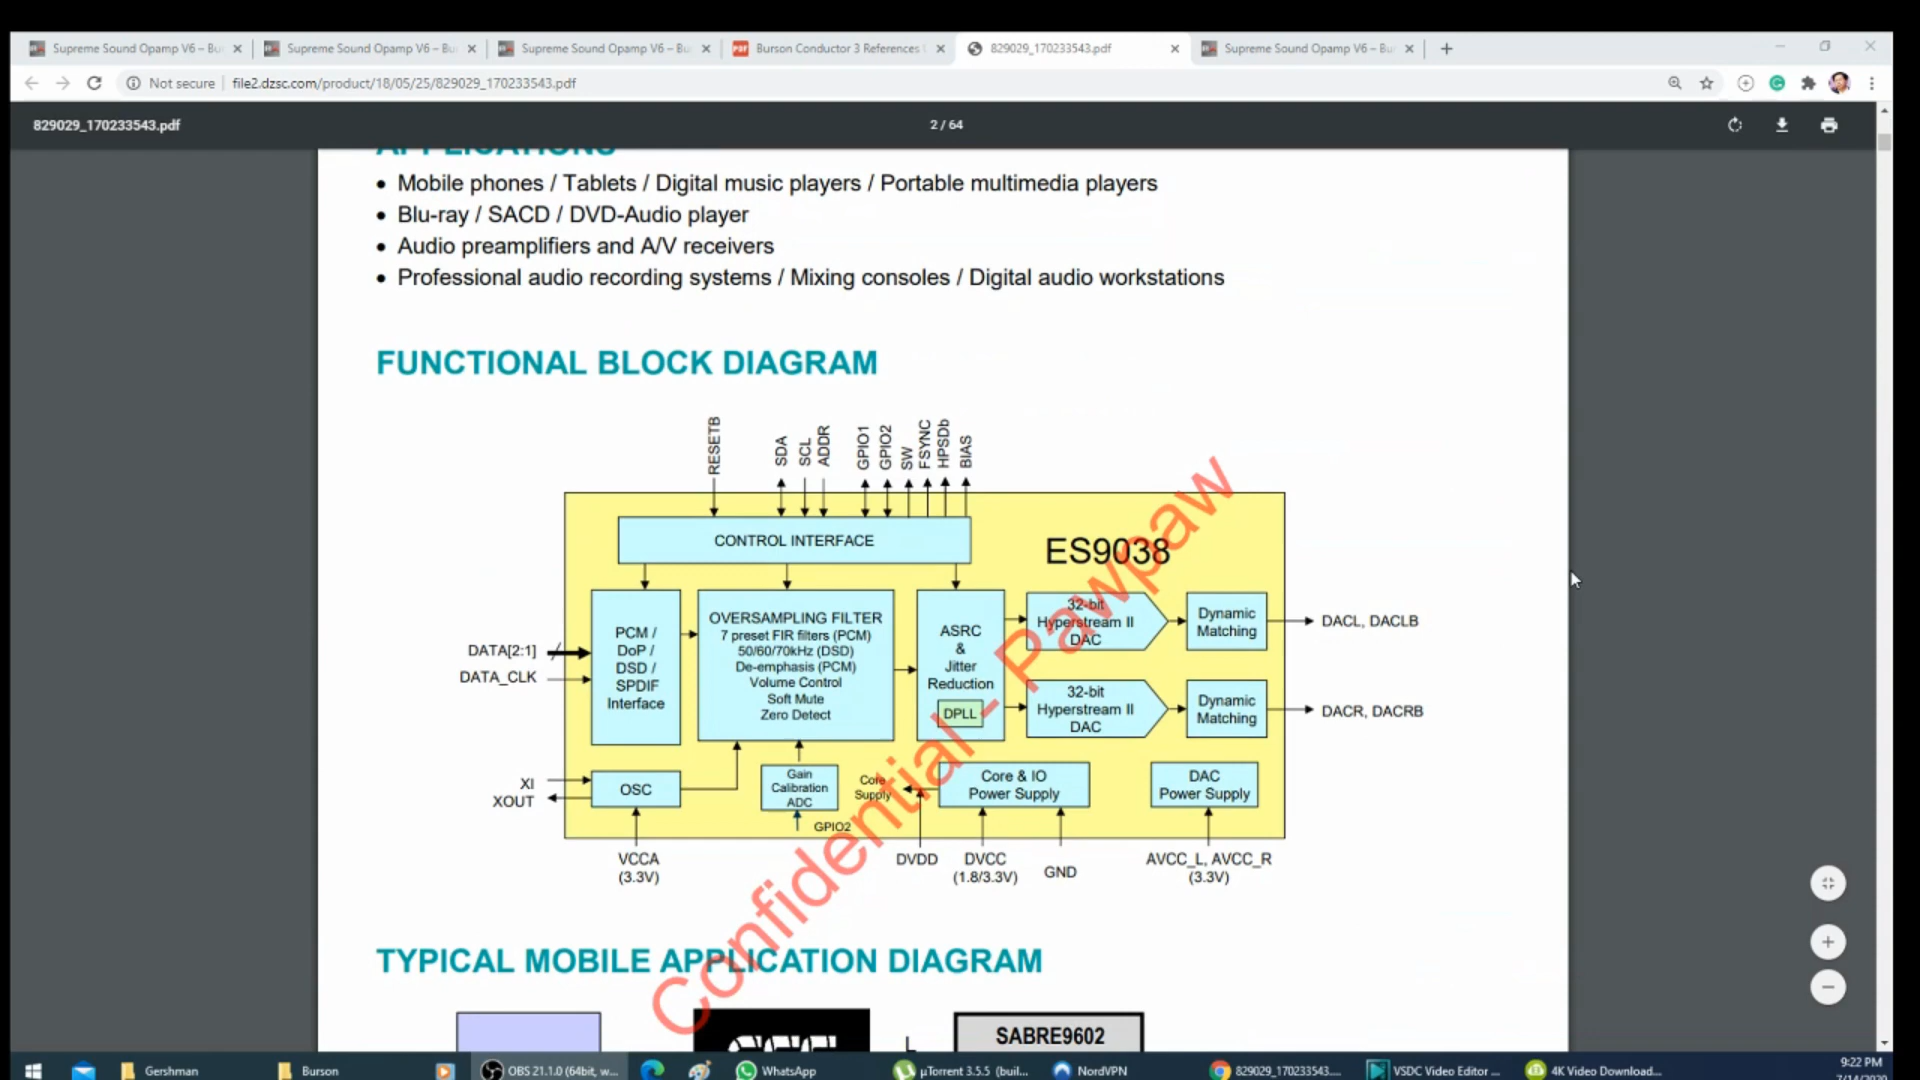 Supreme Sound Opamp V6 – Bu
Supreme Sound Opamp V6 – Bu
Supreme Sound Opamp V6 – Bu
Burson Conductor 3 References
829029_170233543.pdf
Supreme Sound Opamp V6 – Bur
Not secure
file2.dzsc.com/product/18/05/25/829029_170233543.pdf
829029_170233543.pdf
2 / 64
APPLICATIONS
• Mobile phones / Tablets / Digital music players / Portable multimedia players
• Blu-ray / SACD / DVD-Audio player
• Audio preamplifiers and A/V receivers
• Professional audio recording systems / Mixing consoles / Digital audio workstations
FUNCTIONAL BLOCK DIAGRAM
RESETB
SDA
SCL
ADDR
GPIO1
GPIO2
SW
FSYNC
HPSDb
BIAS
CONTROL INTERFACE
ES9038
DATA[2:1]
DATA_CLK
PCM /
DoP /
DSD /
SPDIF
Interface
OVERSAMPLING FILTER
7 preset FIR filters (PCM)
50/60/70kHz (DSD)
De-emphasis (PCM)
Volume Control
Soft Mute
Zero Detect
ASRC
&
Jitter
Reduction
DPLL
32-bit
Hyperstream II
DAC
Dynamic
Matching
DACL, DACLB
32-bit
Hyperstream II
DAC
Dynamic
Matching
DACR, DACRB
XI
XOUT
OSC
Gain
Calibration
ADC
GPIO2
Core
Supply
Core & IO
Power Supply
DAC
Power Supply
VCCA
(3.3V)
DVDD
DVCC
(1.8/3.3V)
GND
AVCC_L, AVCC_R
(3.3V)
Confidential - Pawpaw
TYPICAL MOBILE APPLICATION DIAGRAM
SABRE9602
Gershman
Burson
OBS 21.1.0 (64bit, w...
WhatsApp
µTorrent 3.5.5 (buil...
NordVPN
829029_170233543....
VSDC Video Editor ...
4K Video Download...
9:22 PM